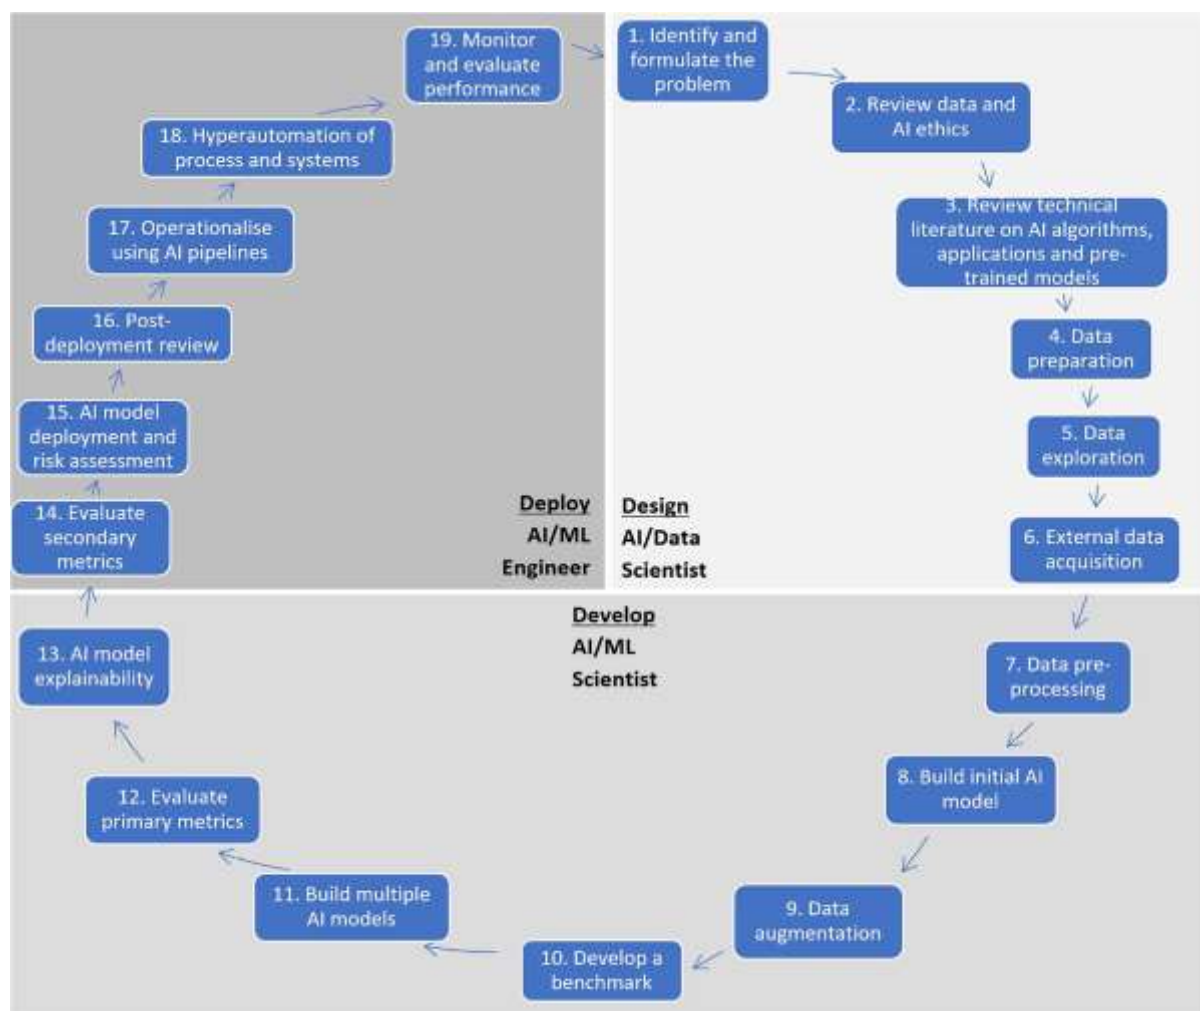 19. Monitor
and evaluate
performance
1. Identify and
formulate the
problem
2. Review data and
AI ethics
18. Hyperautomation of
process and systems
3. Review technical
literature on AI algorithms,
applications and pre-
trained models
17. Operationalise
using AI pipelines
16. Post-
deployment review
4. Data
preparation
15. AI model
deployment and
risk assessment
5. Data
exploration
14. Evaluate
secondary
metrics
Deploy
AI/ML
Engineer
Design
AI/Data
Scientist
6. External data
acquisition
Develop
AI/ML
Scientist
13. AI model
explainability
7. Data pre-
processing
8. Build initial AI
model
12. Evaluate
primary metrics
11. Build multiple
AI models
9. Data
augmentation
10. Develop a
benchmark